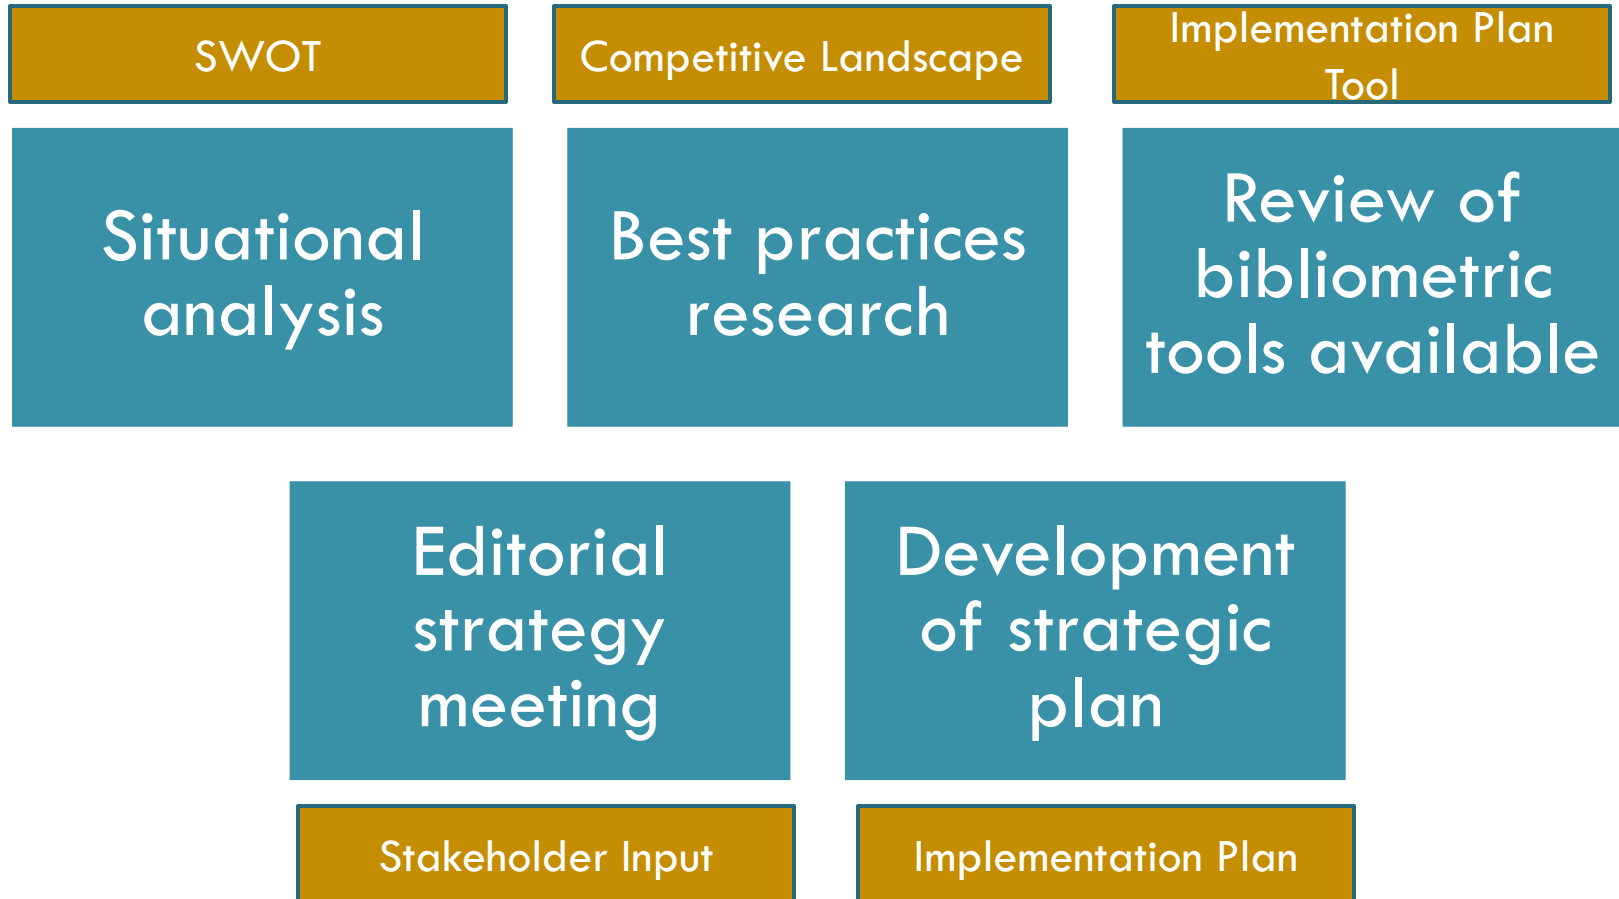 SWOT
Competitive Landscape
Implementation Plan
Tool
Situational
analysis
Best practices
research
Review of
bibliometric
tools available
Editorial
strategy
meeting
Development
of strategic
plan
Stakeholder Input
Implementation Plan